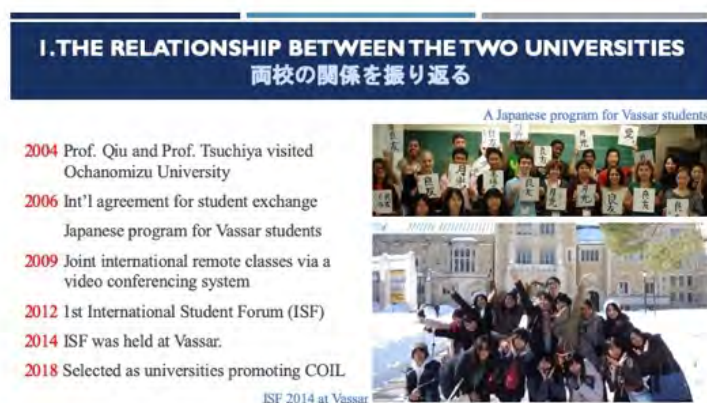 1. THE RELATIONSHIP BETWEEN THE TWO UNIVERSITIES
両校の関係を振り返る
A Japanese program for Vassar students
2004 Prof. Qiu and Prof. Tsuchiya visited
Ochanomizu University
2006 Int'l agreement for student exchange
Japanese program for Vassar students
2009 Joint international remote classes via a
video conferencing system
2012 1st International Student Forum (ISF)
2014 ISF was held at Vassar.
2018 Selected as universities promoting COIL
ISF 2014 at Vassar